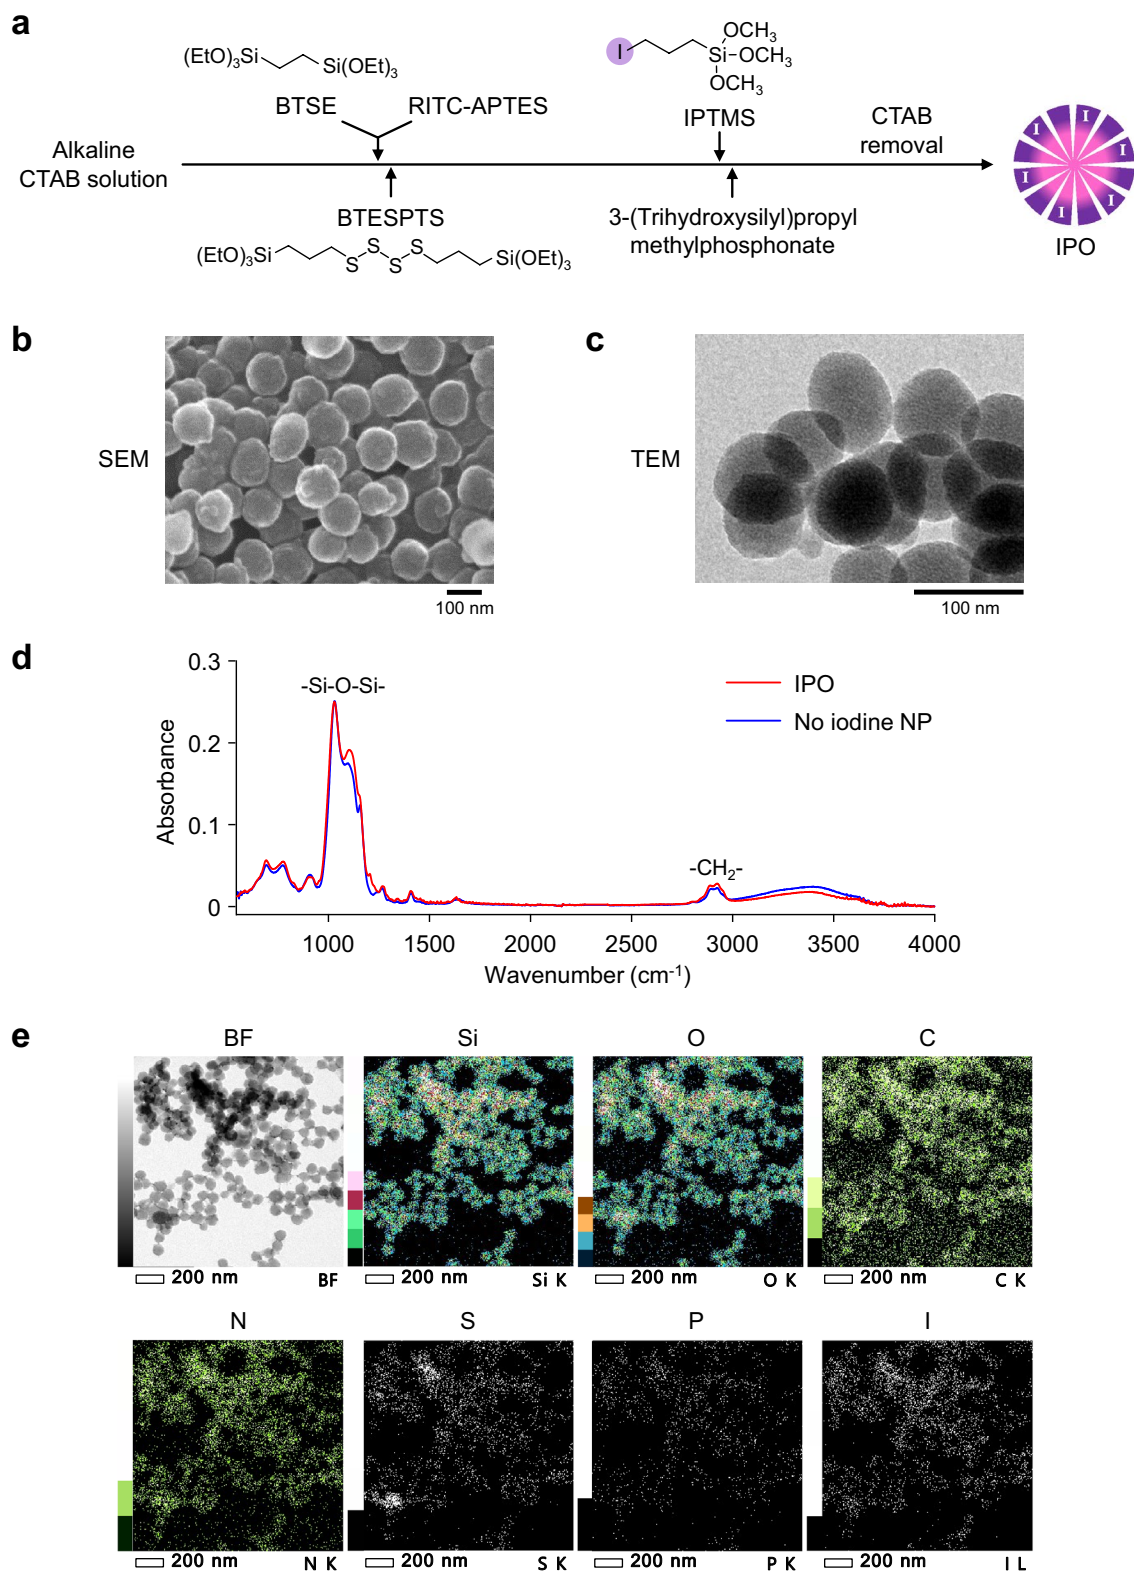 a
(EtO)3Si
Si(OEt)3
BTSE
RITC-APTES
I
OCH3
Si
OCH3
OCH3
IPTMS
CTAB
removal
Alkaline
CTAB solution
BTESPTS
(EtO)3Si
S
S
S
S
Si(OEt)3
3-(Trihydroxysilyl)propyl
methylphosphonate
I
I
I
I
I
I
IPO
b
SEM
100 nm
c
TEM
100 nm
d
Absorbance
0.3
0.2
0.1
0
-Si-O-Si-
-CH2-
IPO
No iodine NP
1000 1500 2000 2500 3000 3500 4000
Wavenumber (cm-1)
e
BF Si O C
200 nm BF
200 nm Si K
200 nm O K
200 nm C K
N S P I
200 nm N K
200 nm S K
200 nm P K
200 nm I L